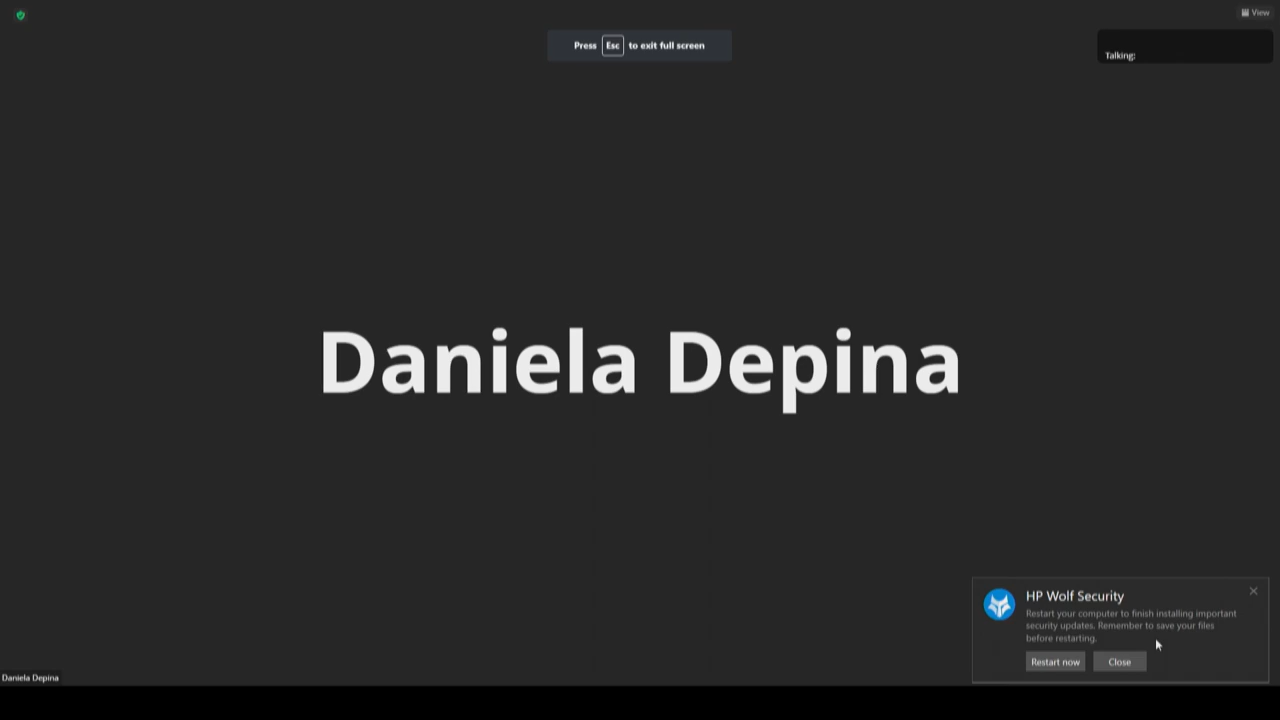 View
Press Esc to exit full screen
Talking:
Daniela Depina
HP Wolf Security
Restart your computer to finish installing important
security updates. Remember to save your files
before restarting.
Restart now Close
Daniela Depina